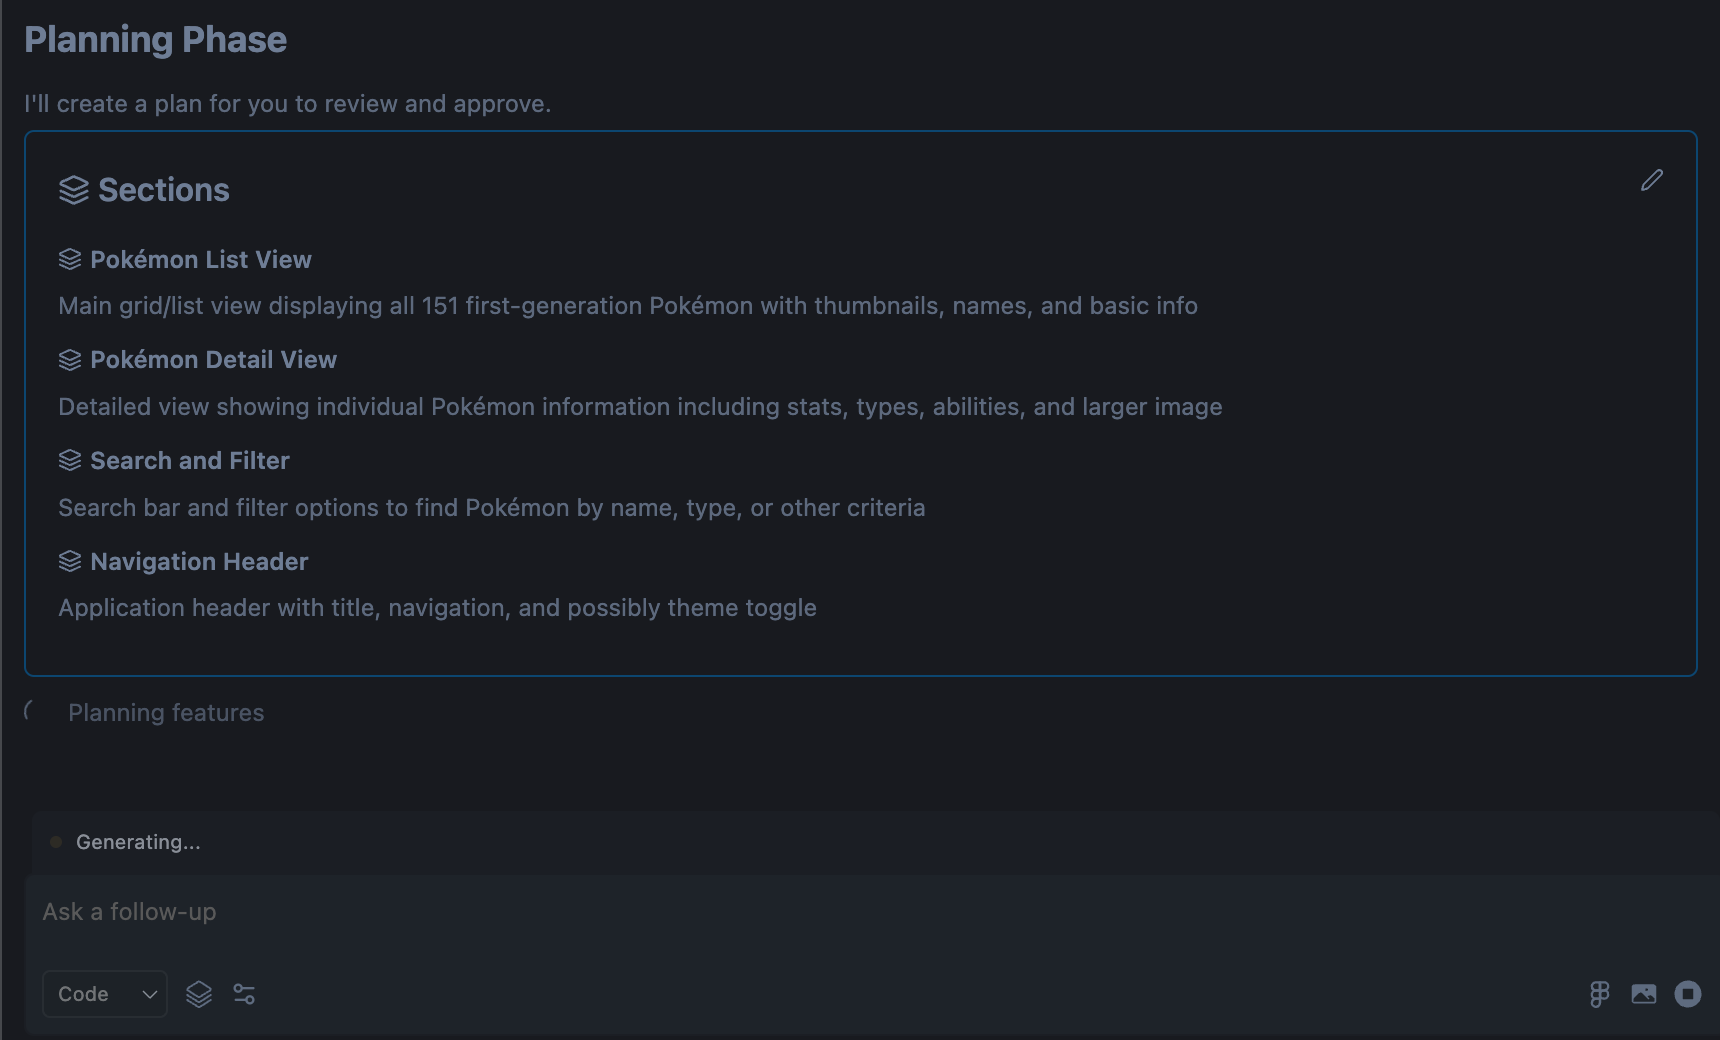 Planning Phase
I'll create a plan for you to review and approve.
Sections
Pokémon List View
Main grid/list view displaying all 151 first-generation Pokémon with thumbnails, names, and basic info
Pokémon Detail View
Detailed view showing individual Pokémon information including stats, types, abilities, and larger image
Search and Filter
Search bar and filter options to find Pokémon by name, type, or other criteria
Navigation Header
Application header with title, navigation, and possibly theme toggle
Planning features
Generating...
Ask a follow-up
Code